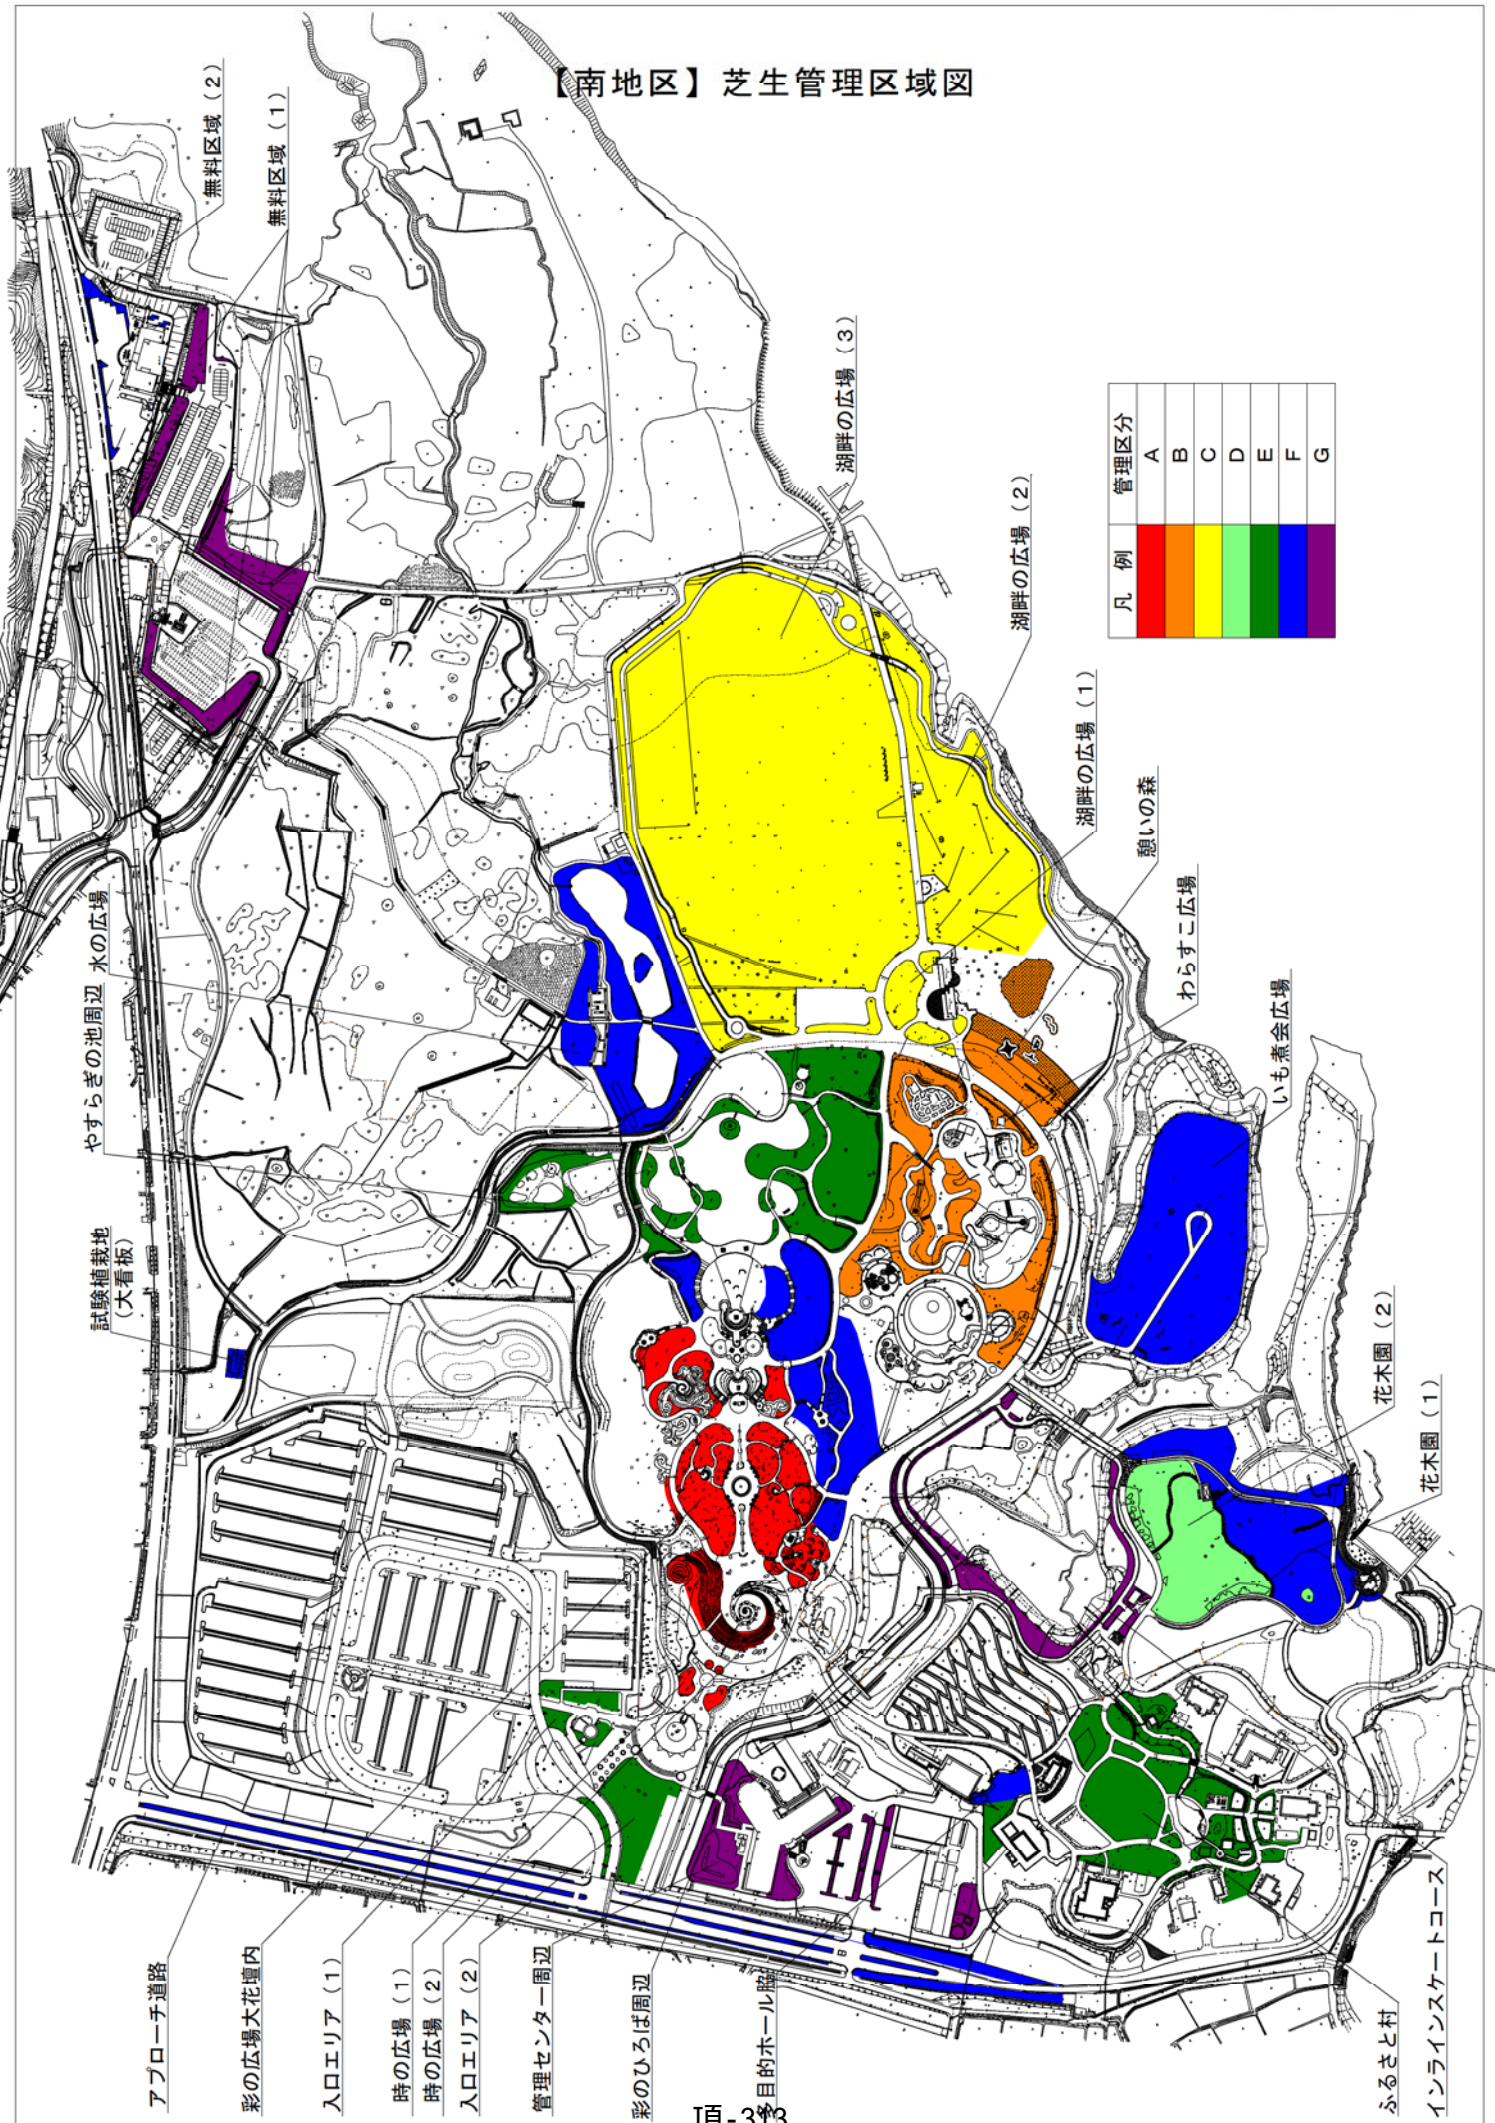 【南地区】芝生管理区域図
無料区域（２）
無料区域（１）
湖畔の広場（３）
湖畔の広場（２）
湖畔の広場（１）
憩いの森
わらすこ広場
いも煮会広場
花木園（２）
花木園（１）
水の広場
やすらぎの池周辺
試験植栽地
（大看板）
凡　例　管理区分
A
B
C
D
E
F
G
アプローチ道路
彩の広場大花壇内
入口エリア（１）
時の広場（１）
時の広場（２）
入口エリア（２）
管理センター周辺
彩のひろば周辺
多目的ホール脇
ふるさと村
インラインスケートコース
頂-313